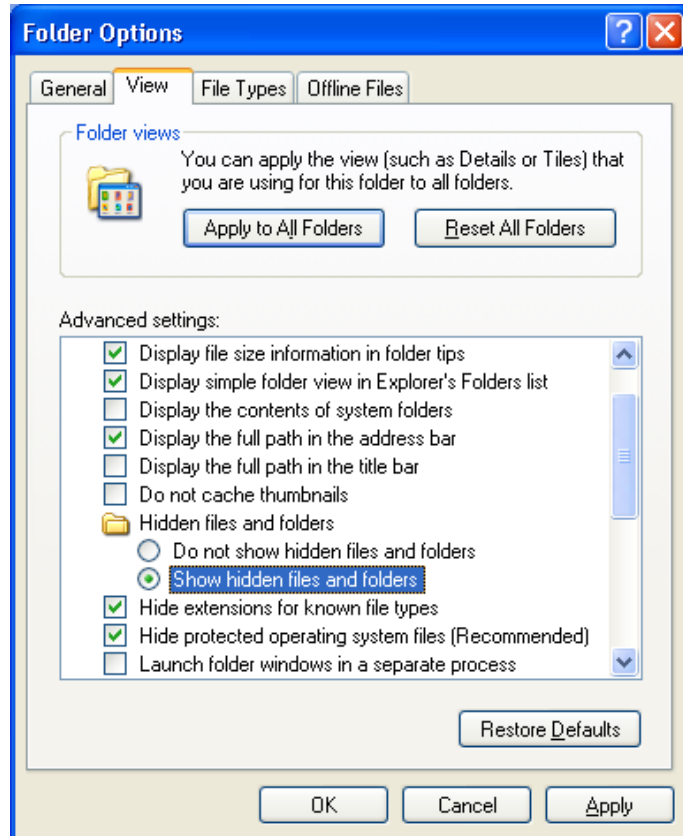 Folder Options
General
View
File Types
Offline Files
Folder views
You can apply the view (such as Details or Tiles) that
you are using for this folder to all folders.
Apply to All Folders
Reset All Folders
Advanced settings:
Display file size information in folder tips
Display simple folder view in Explorer's Folders list
Display the contents of system folders
Display the full path in the address bar
Display the full path in the title bar
Do not cache thumbnails
Hidden files and folders
Do not show hidden files and folders
Show hidden files and folders
Hide extensions for known file types
Hide protected operating system files (Recommended)
Launch folder windows in a separate process
Restore Defaults
OK
Cancel
Apply